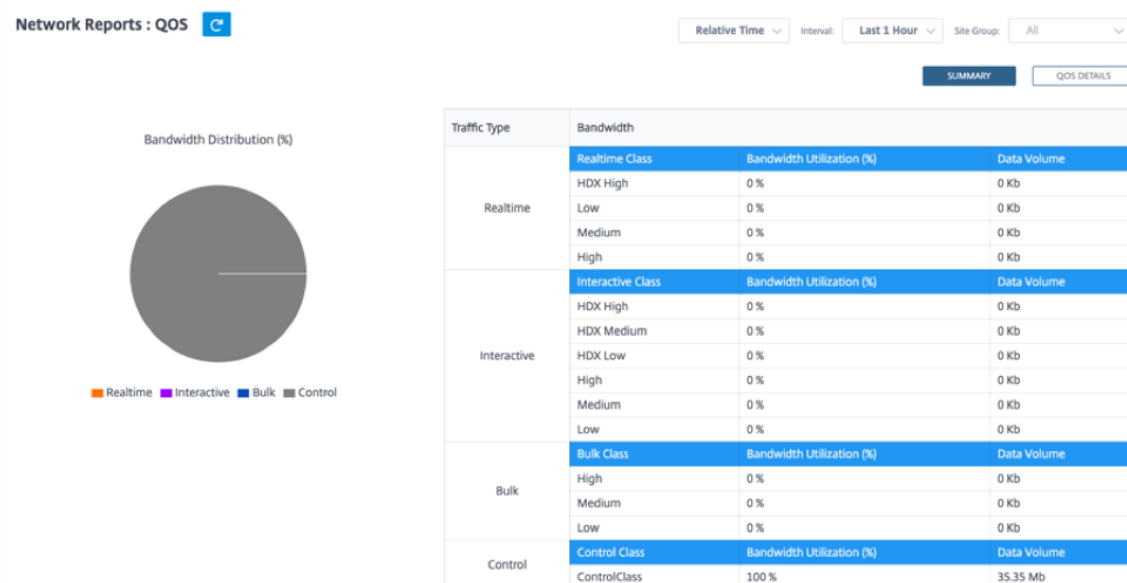 Network Reports : QOS
Relative Time Interval: Last 1 Hour Site Group: All
SUMMARY QOS DETAILS
Bandwidth Distribution (%)
Realtime Interactive Bulk Control
Traffic Type Bandwidth
Realtime
Realtime Class Bandwidth Utilization (%) Data Volume
HDX High 0 % 0 Kb
Low 0 % 0 Kb
Medium 0 % 0 Kb
High 0 % 0 Kb
Interactive
Interactive Class Bandwidth Utilization (%) Data Volume
HDX High 0 % 0 Kb
HDX Medium 0 % 0 Kb
HDX Low 0 % 0 Kb
High 0 % 0 Kb
Medium 0 % 0 Kb
Low 0 % 0 Kb
Bulk
Bulk Class Bandwidth Utilization (%) Data Volume
High 0 % 0 Kb
Medium 0 % 0 Kb
Low 0 % 0 Kb
Control
Control Class Bandwidth Utilization (%) Data Volume
ControlClass 100 % 35.35 Mb